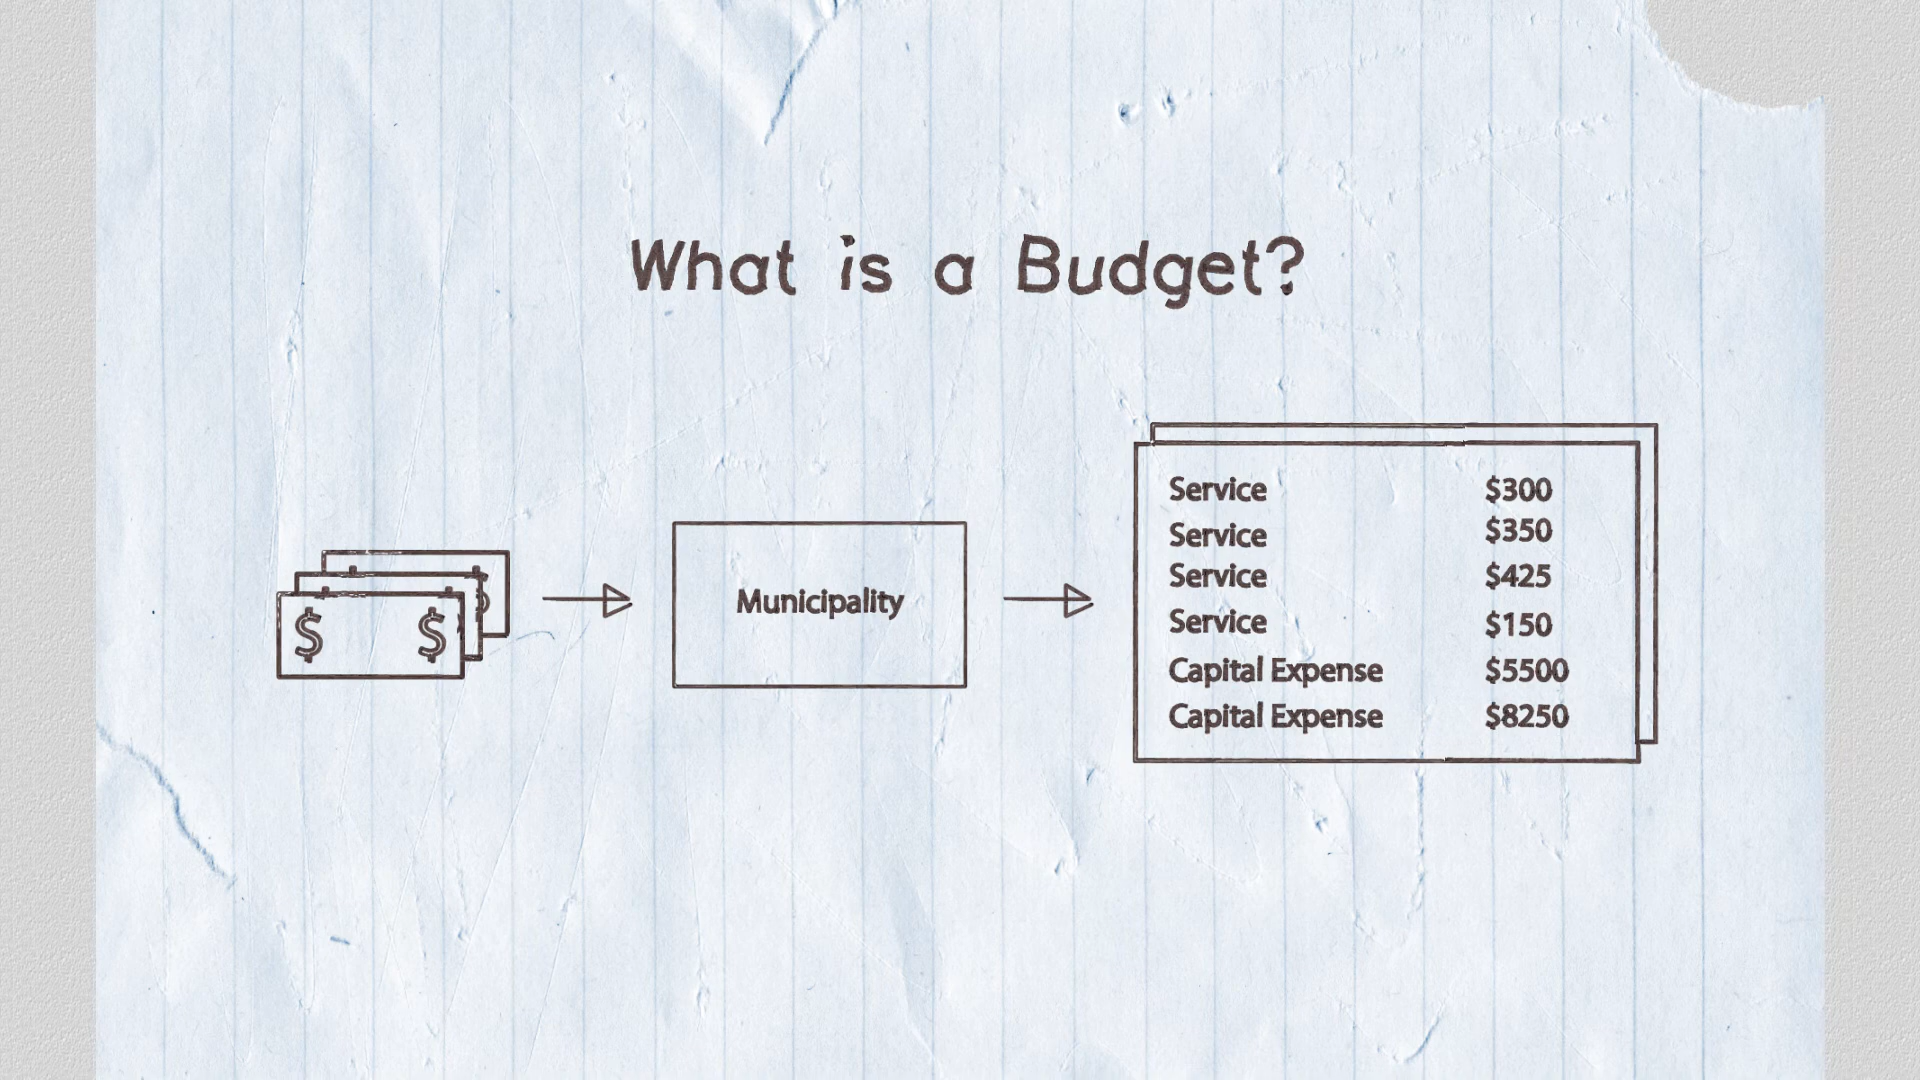 What is a Budget?
$ $
Municipality
Service $300
Service $350
Service $425
Service $150
Capital Expense $5500
Capital Expense $8250